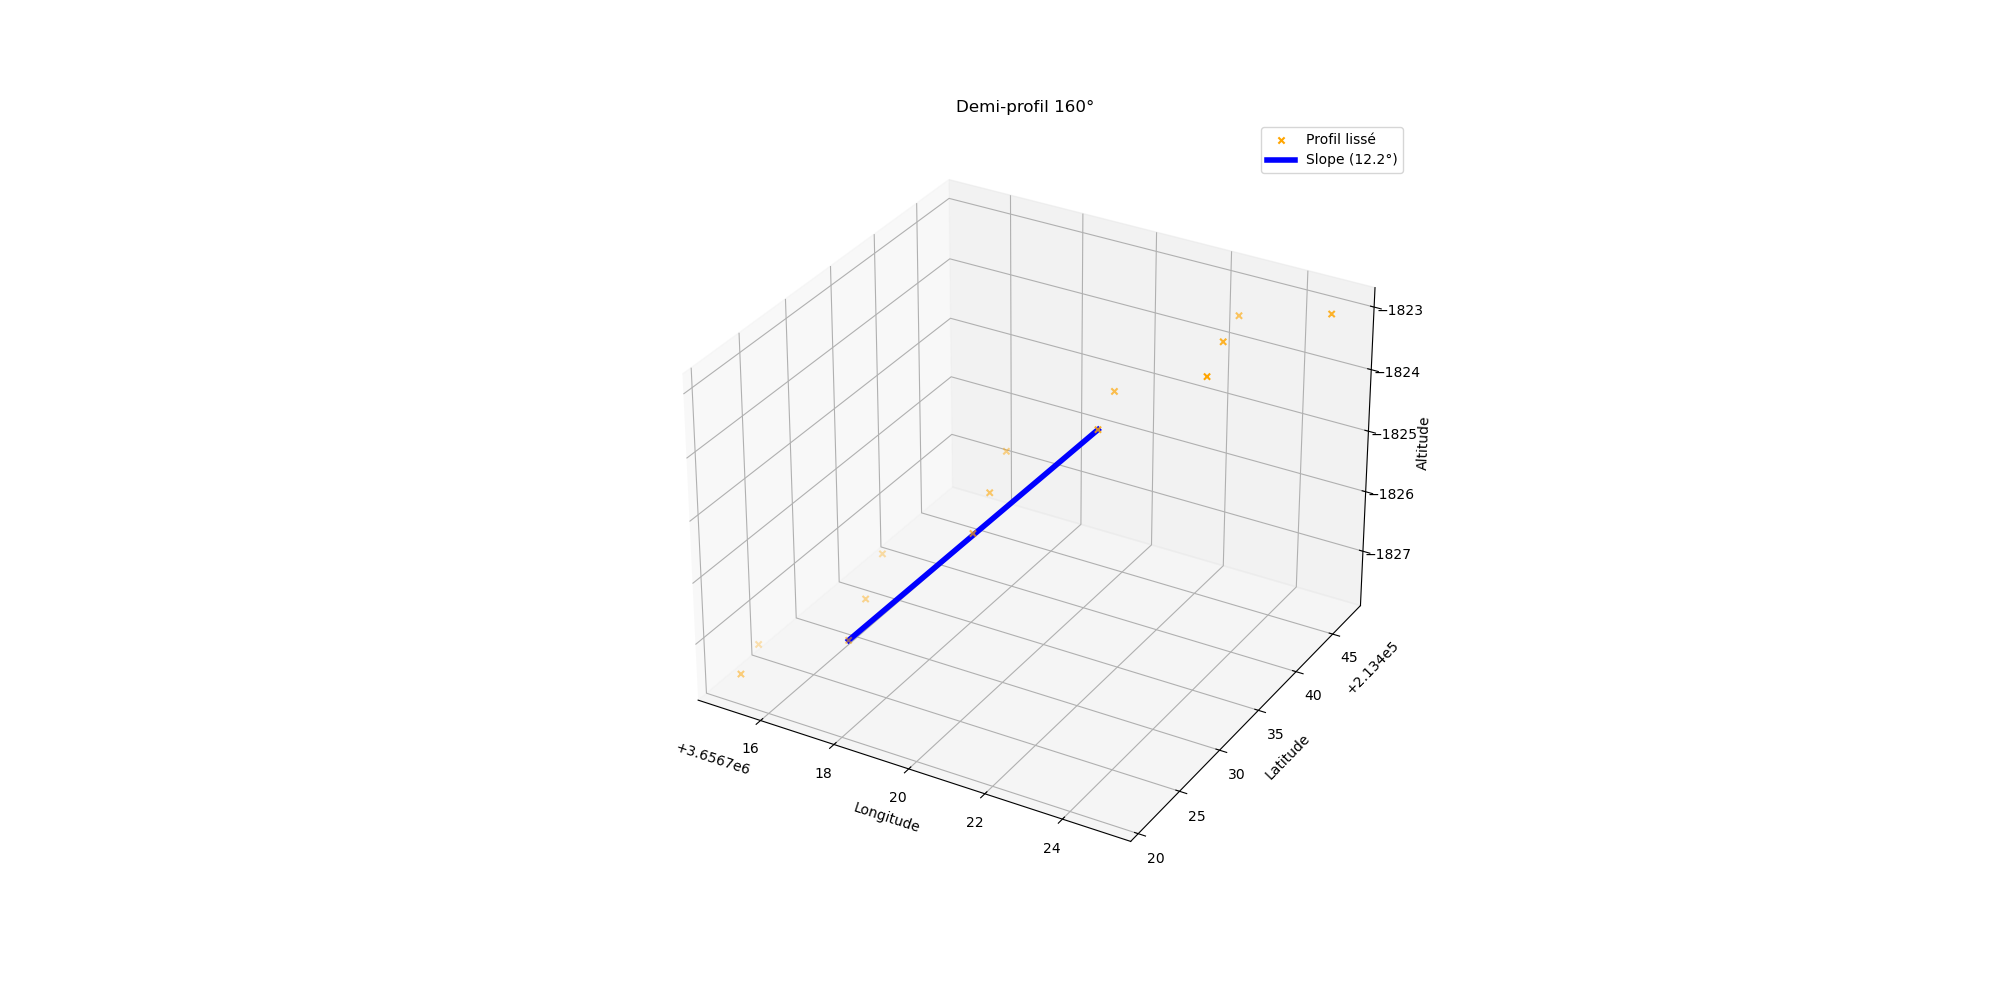 Demi-profil 160°
Profil lissé
Slope (12.2°)
−1823
−1824
−1825
−1826
−1827
Altitude
16
18
20
22
24
+3.6567e6
Longitude
20
25
30
35
40
45
+2.134e5
Latitude